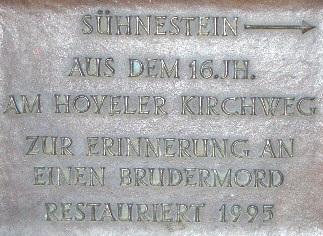 SÜHNESTEIN
AUS DEM 16. JH.
AM HOVELER KIRCHWEG
ZUR ERINNERUNG AN
EINEN BRUDERMORD
RESTAURIERT 1995